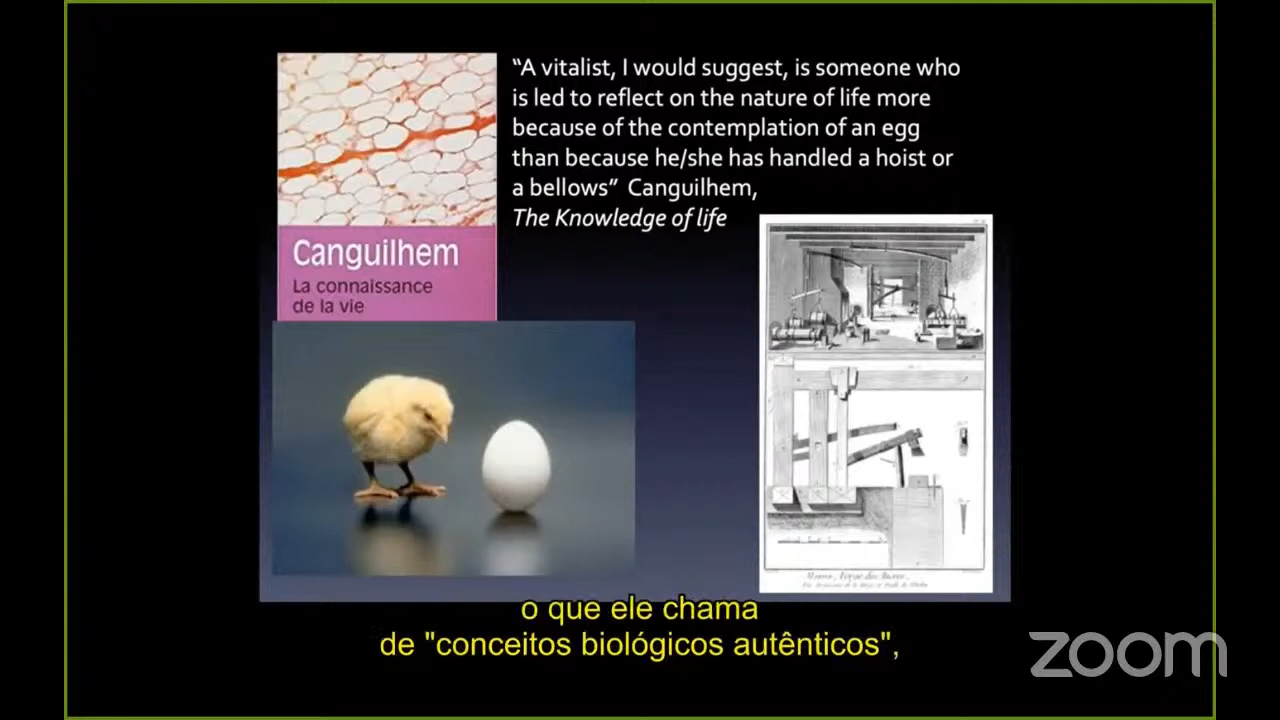 “A vitalist, I would suggest, is someone who
is led to reflect on the nature of life more
because of the contemplation of an egg
than because he/she has handled a hoist or
a bellows” Canguilhem,
The Knowledge of life
Canguilhem
La connaissance
de la vie
o que ele chama
de "conceitos biológicos autênticos",
zoom